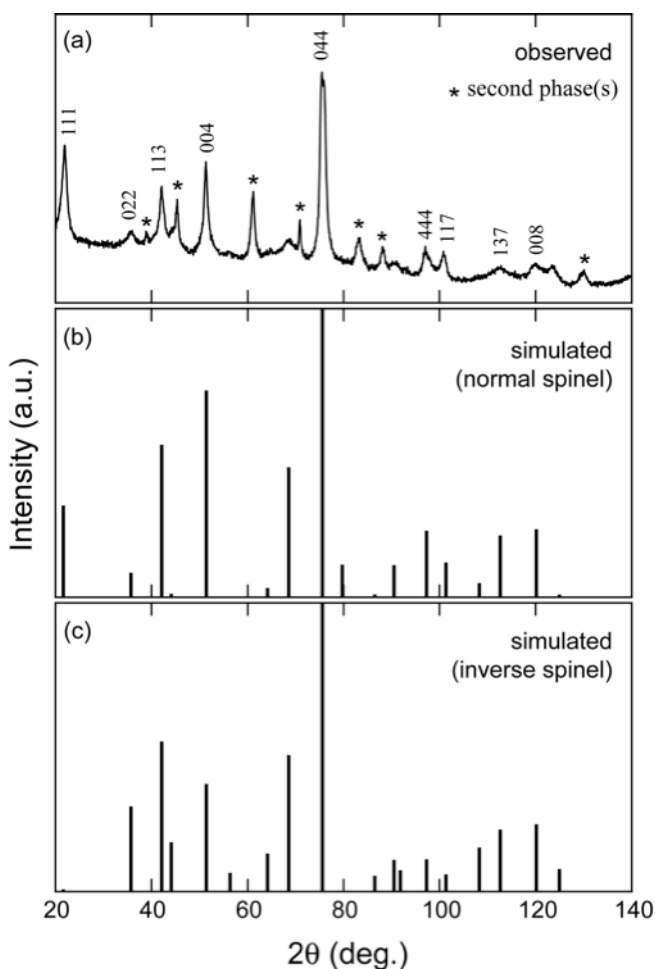 (a)
observed
* second phase(s)
111
022
*
113
*
004
*
*
044
*
*
444
117
137
008
*
(b)
simulated
(normal spinel)
(c)
simulated
(inverse spinel)
Intensity (a.u.)
20 40 60 80 100 120 140
2θ (deg.)